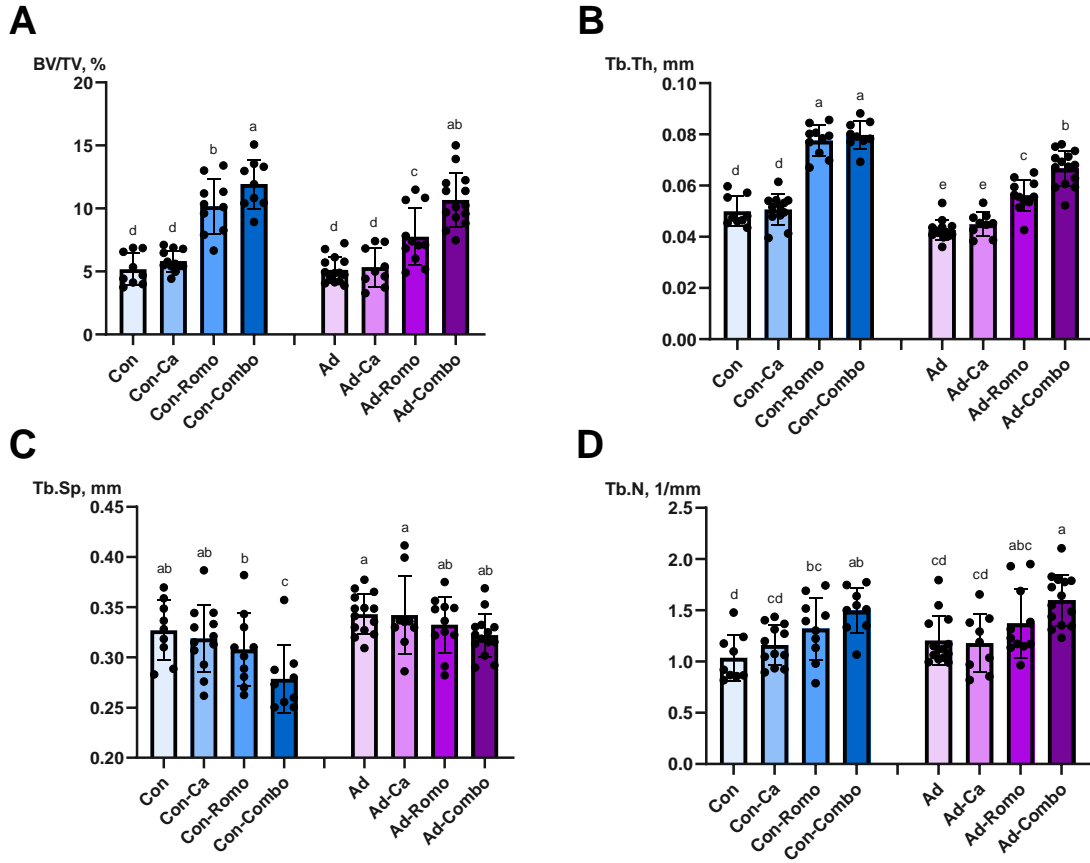 A
BV/TV, %
20
15
10
5
0
d
d
b
a
d
d
c
ab
Con
Con-Ca
Con-Romo
Con-Combo
Ad
Ad-Ca
Ad-Romo
Ad-Combo
B
Tb.Th, mm
0.10
0.08
0.06
0.04
0.02
0.00
d
d
a
a
e
e
c
b
Con
Con-Ca
Con-Romo
Con-Combo
Ad
Ad-Ca
Ad-Romo
Ad-Combo
C
Tb.Sp, mm
0.45
0.40
0.35
0.30
0.25
0.20
ab
ab
b
c
a
a
ab
ab
Con
Con-Ca
Con-Romo
Con-Combo
Ad
Ad-Ca
Ad-Romo
Ad-Combo
D
Tb.N, 1/mm
2.5
2.0
1.5
1.0
0.5
0.0
d
cd
bc
ab
cd
cd
abc
a
Con
Con-Ca
Con-Romo
Con-Combo
Ad
Ad-Ca
Ad-Romo
Ad-Combo